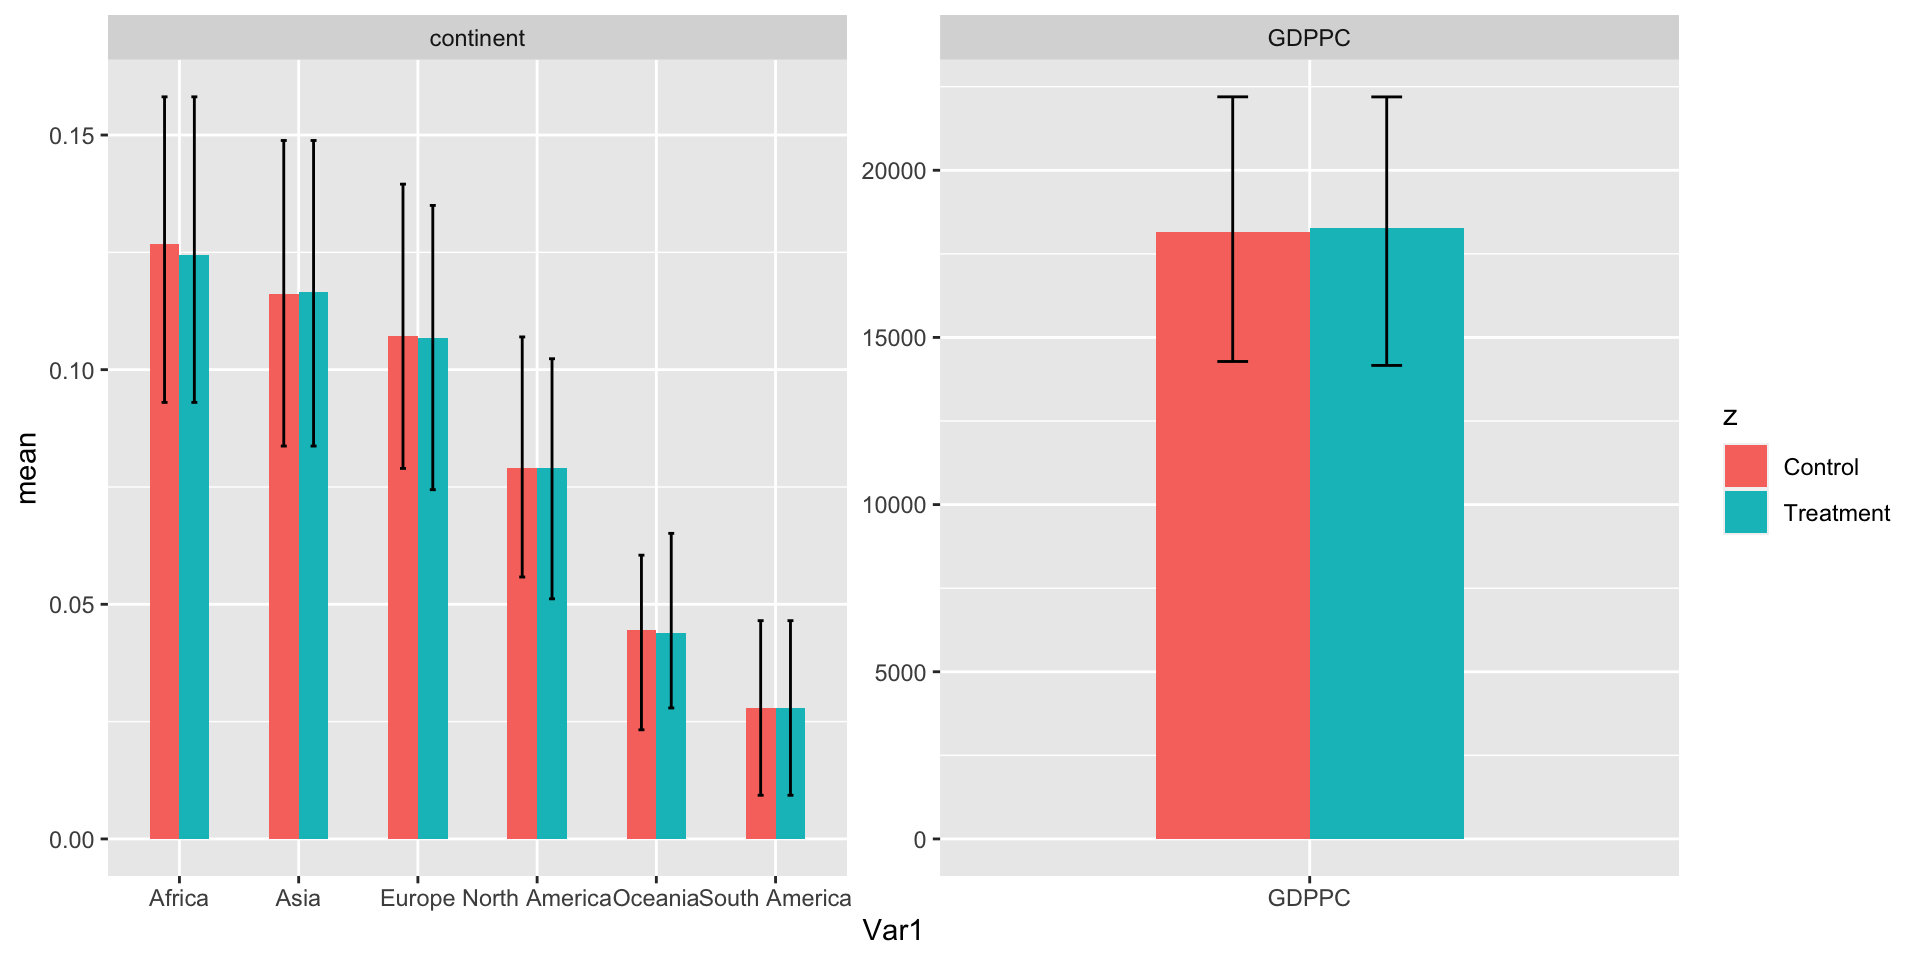 continent
GDPPC
mean
0.15
0.10
0.05
0.00
Africa Asia Europe North America Oceania South America
20000
15000
10000
5000
0
GDPPC
Var1
z
Control
Treatment